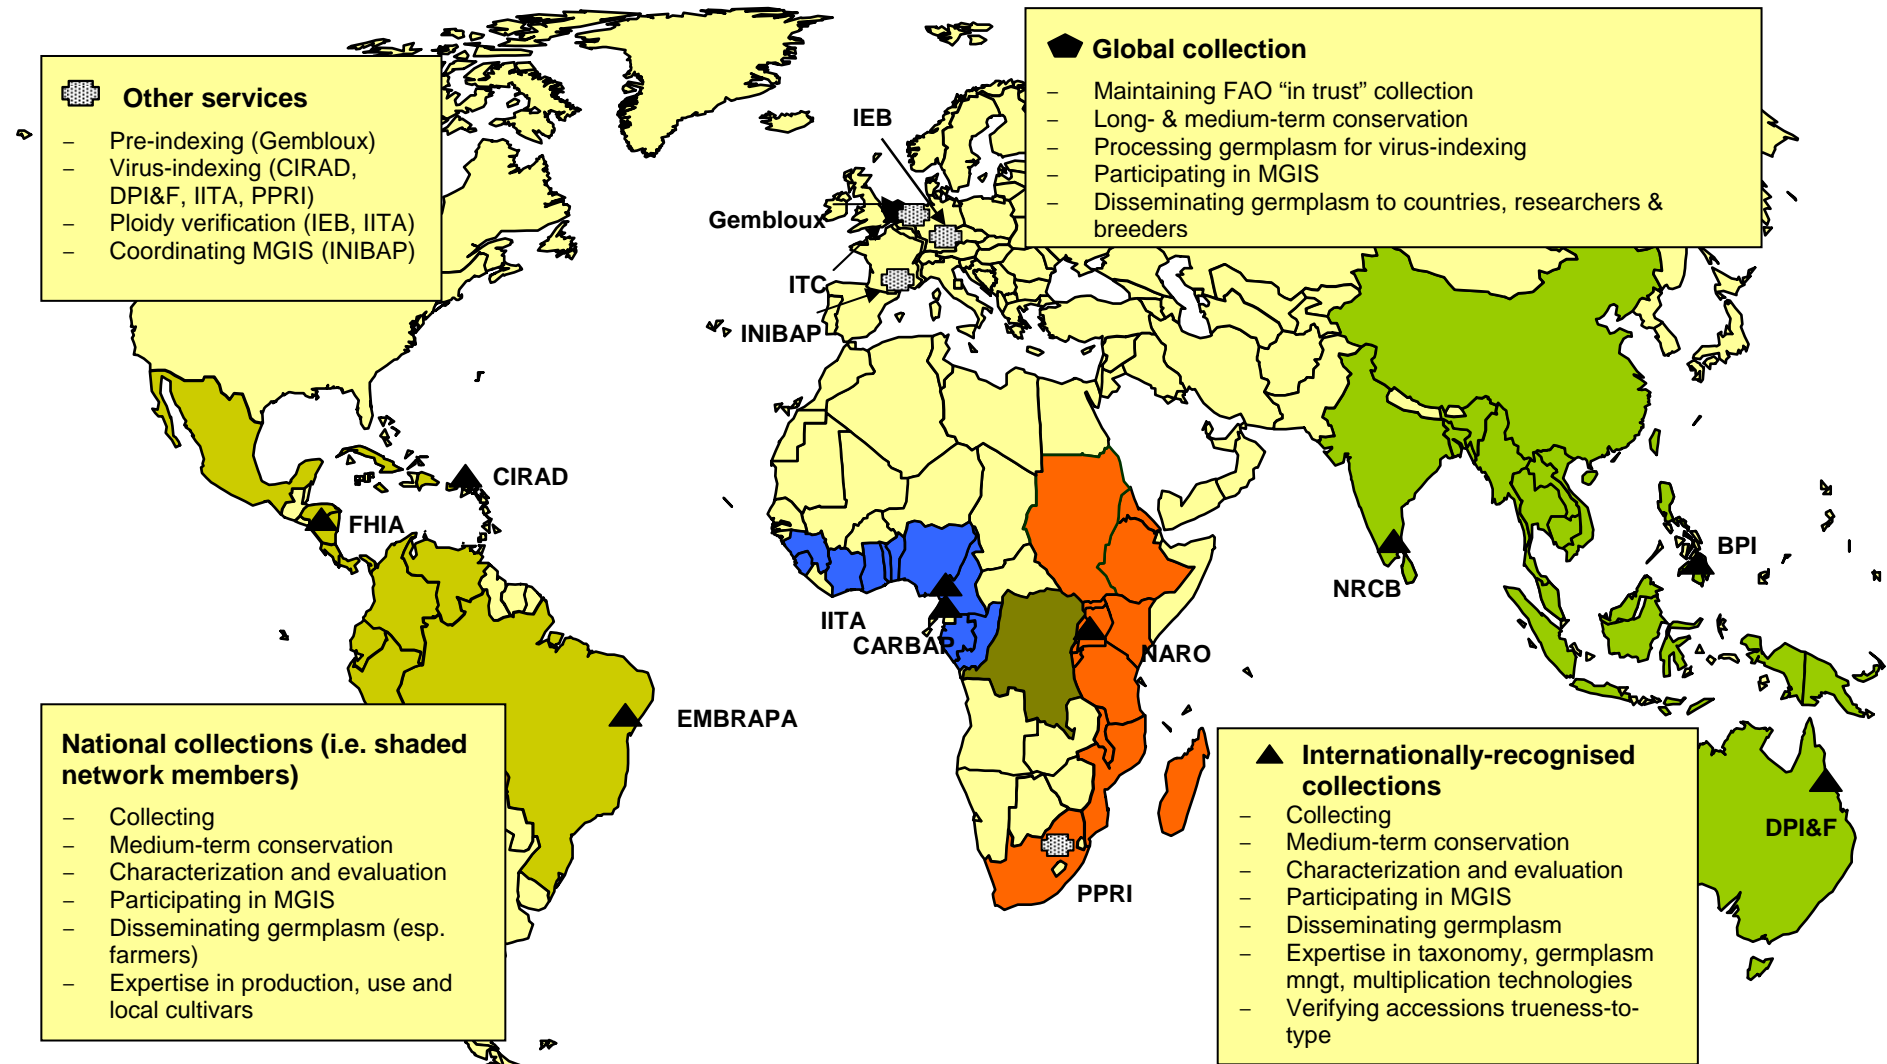 Other services
– Pre-indexing (Gembloux)
– Virus-indexing (CIRAD,
DPI&F, IITA, PPRI)
– Ploidy verification (IEB, IITA)
– Coordinating MGIS (INIBAP)
Global collection
– Maintaining FAO “in trust” collection
– Long- & medium-term conservation
– Processing germplasm for virus-indexing
– Participating in MGIS
– Disseminating germplasm to countries, researchers &
breeders
IEB
Gembloux
ITC
INIBAP
CIRAD
FHIA
EMBRAPA
IITA
CARBAP
NARO
PPRI
NRCB
BPI
DPI&F
National collections (i.e. shaded
network members)
– Collecting
– Medium-term conservation
– Characterization and evaluation
– Participating in MGIS
– Disseminating germplasm (esp.
farmers)
– Expertise in production, use and
local cultivars
Internationally-recognised
collections
– Collecting
– Medium-term conservation
– Characterization and evaluation
– Participating in MGIS
– Disseminating germplasm
– Expertise in taxonomy, germplasm
mngt, multiplication technologies
– Verifying accessions trueness-to-
type